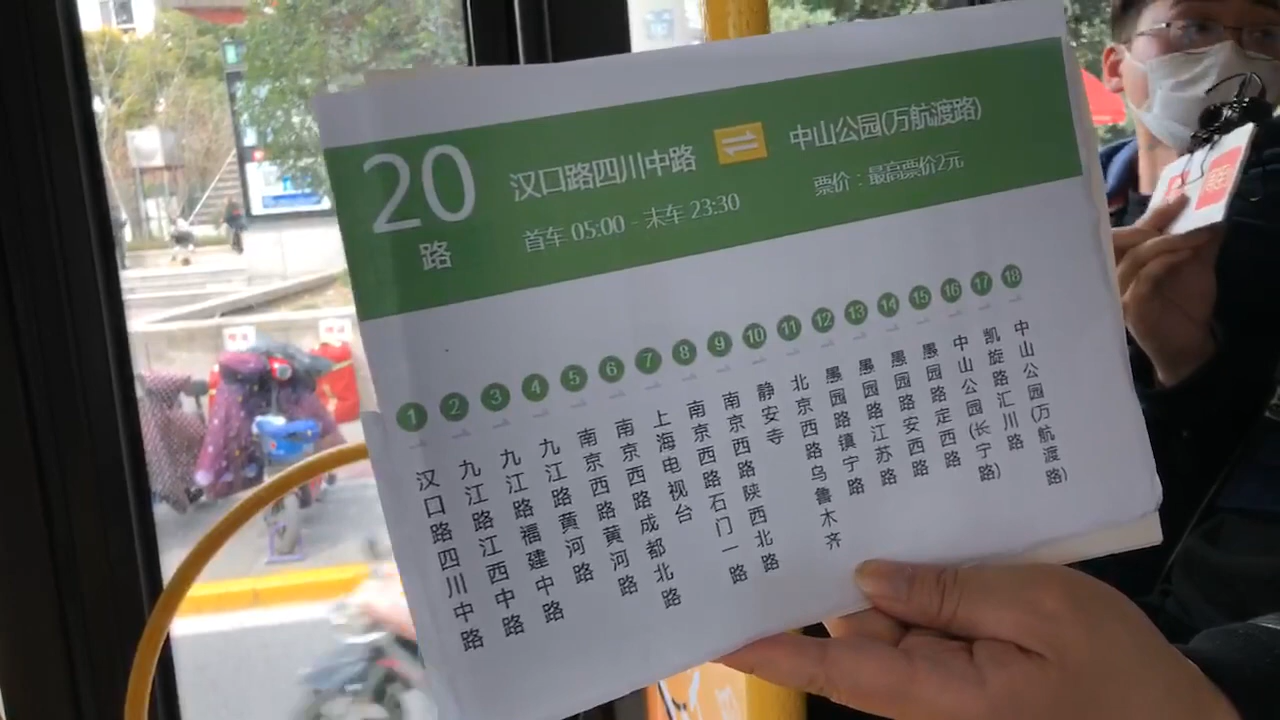 20
路
汉口路四川中路
中山公园(万航渡路)
首车 05:00 - 末车 23:30
票价：最高票价2元
1 汉口路四川中路
2 九江路江西中路
3 九江路福建中路
4 九江路黄河路
5 南京西路黄河路
6 南京西路成都北路
7 上海电视台
8 南京西路石门一路
9 南京西路陕西北路
10 静安寺
11 北京西路乌鲁木齐
12 愚园路镇宁路
13 愚园路江苏路
14 愚园路安西路
15 愚园路定西路
16 中山公园(长宁路)
17 凯旋路汇川路
18 中山公园(万航渡路)